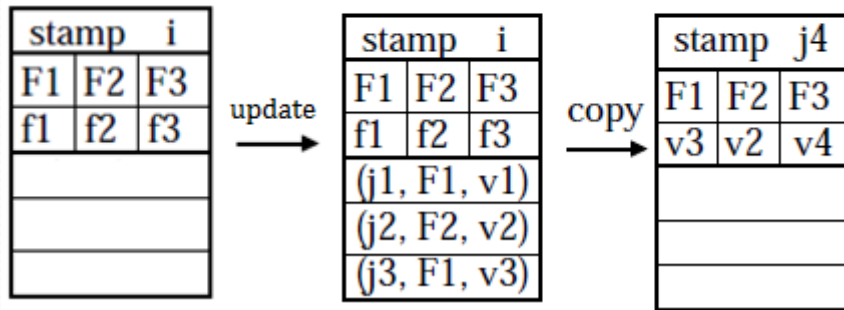 stamp i
F1 F2 F3
f1 f2 f3
update
stamp i
F1 F2 F3
f1 f2 f3
(j1, F1, v1)
(j2, F2, v2)
(j3, F1, v3)
copy
stamp j4
F1 F2 F3
v3 v2 v4